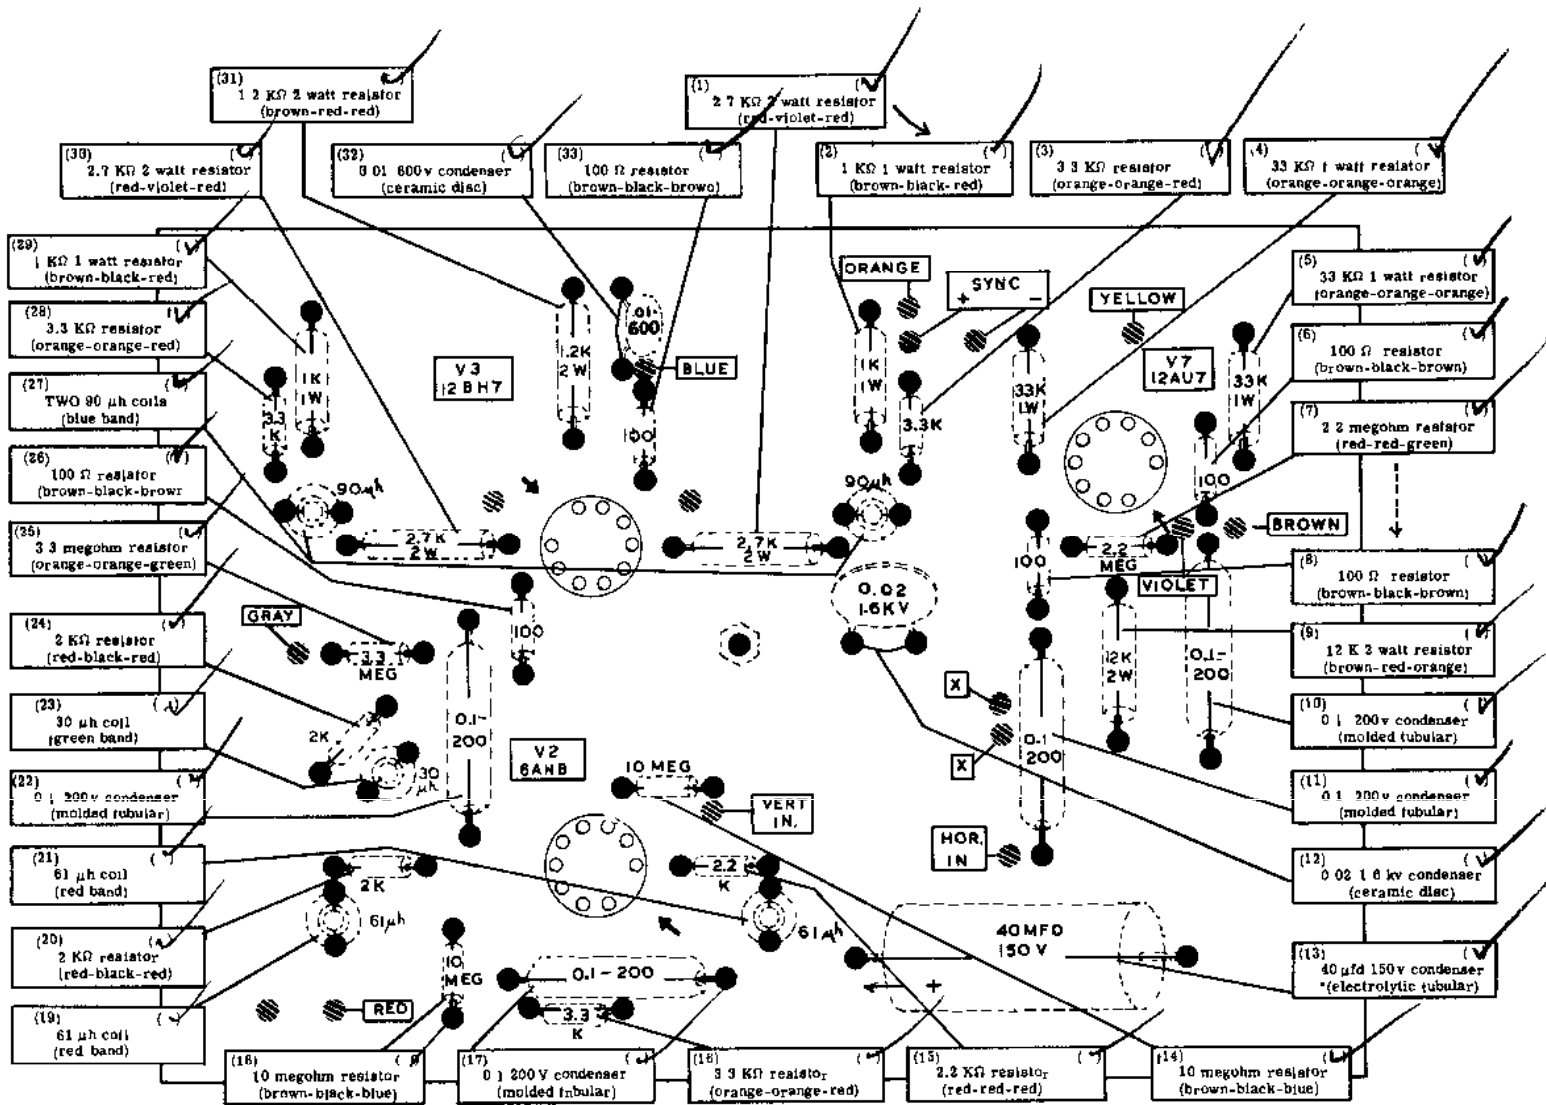 (31)
1 2 KΩ 2 watt resistor
(brown-red-red)
(1)
2 7 KΩ 2 watt resistor
(red-violet-red)
(30)
2.7 KΩ 2 watt resistor
(red-violet-red)
(32)
0 01 600v condenser
(ceramic disc)
(33)
100 Ω resistor
(brown-black-brown)
(2)
1 KΩ 1 watt resistor
(brown-black-red)
(3)
3 3 KΩ resistor
(orange-orange-red)
(4)
33 KΩ 1 watt resistor
(orange-orange-orange)
(29)
1 KΩ 1 watt resistor
(brown-black-red)
(28)
3.3 KΩ resistor
(orange-orange-red)
(27)
TWO 90 μh coils
(blue band)
(26)
100 Ω resistor
(brown-black-brown
(25)
3 3 megohm resistor
(orange-orange-green)
(24)
2 KΩ resistor
(red-black-red)
(23)
30 μh coil
(green band)
(22)
0 1 200v condenser
(molded tubular)
(21)
61 μh coil
(red band)
(20)
2 KΩ resistor
(red-black-red)
(19)
61 μh coil
(red band)
(5)
33 KΩ 1 watt resistor
(orange-orange-orange)
(6)
100 Ω resistor
(brown-black-brown)
(7)
2 2 megohm resistor
(red-red-green)
(8)
100 Ω resistor
(brown-black-brown)
(9)
12 K 2 watt resistor
(brown-red-orange)
(10)
0 1 200v condenser
(molded tubular)
(11)
0 1 200v condenser
(molded tubular)
(12)
0 02 1 6 kv condenser
(ceramic disc)
(13)
40 μfd 150v condenser
*(electrolytic tubular)
(18)
10 megohm resistor
(brown-black-blue)
(17)
0 1 200 V condenser
(molded tubular)
(16)
3 3 KΩ resistor
(orange-orange-red)
(15)
2.2 KΩ resistor
(red-red-red)
(14)
10 megohm resistor
(brown-black-blue)
ORANGE
SYNC
+ −
YELLOW
V3
12BH7
1.2K
2W
.01-
600
BLUE
1K
1W
3.3
K
100
1K
1W
3.3K
33K
1W
V7
12AU7
33K
1W
100
90μh
2.7K
2W
2.7K
2W
90μh
100
2.2
MEG
BROWN
VIOLET
0.02
1.6KV
GRAY
3.3
MEG
100
0.1-
200
12K
2W
0.1-
200
X
X
0.1
200
2K
30
μh
V2
6AH8
10 MEG
VERT
IN.
HOR.
IN
2K
61μh
2.2
K
61μh
40MFD
150V
+
10
MEG
0.1-200
3.3
K
RED